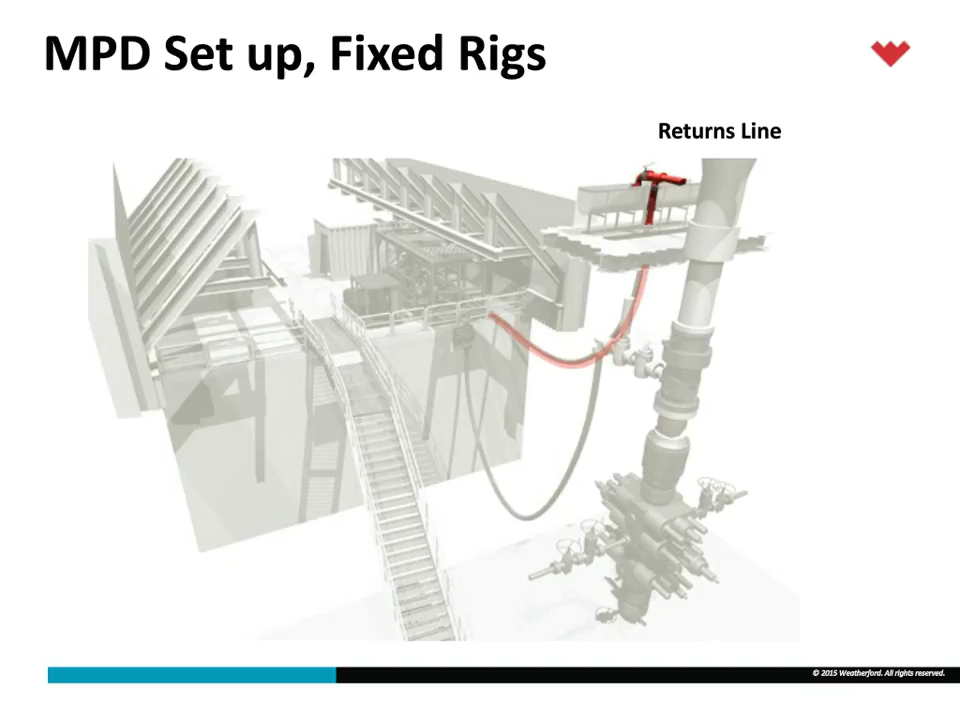 MPD Set up, Fixed Rigs
Returns Line
© 2015 Weatherford. All rights reserved.